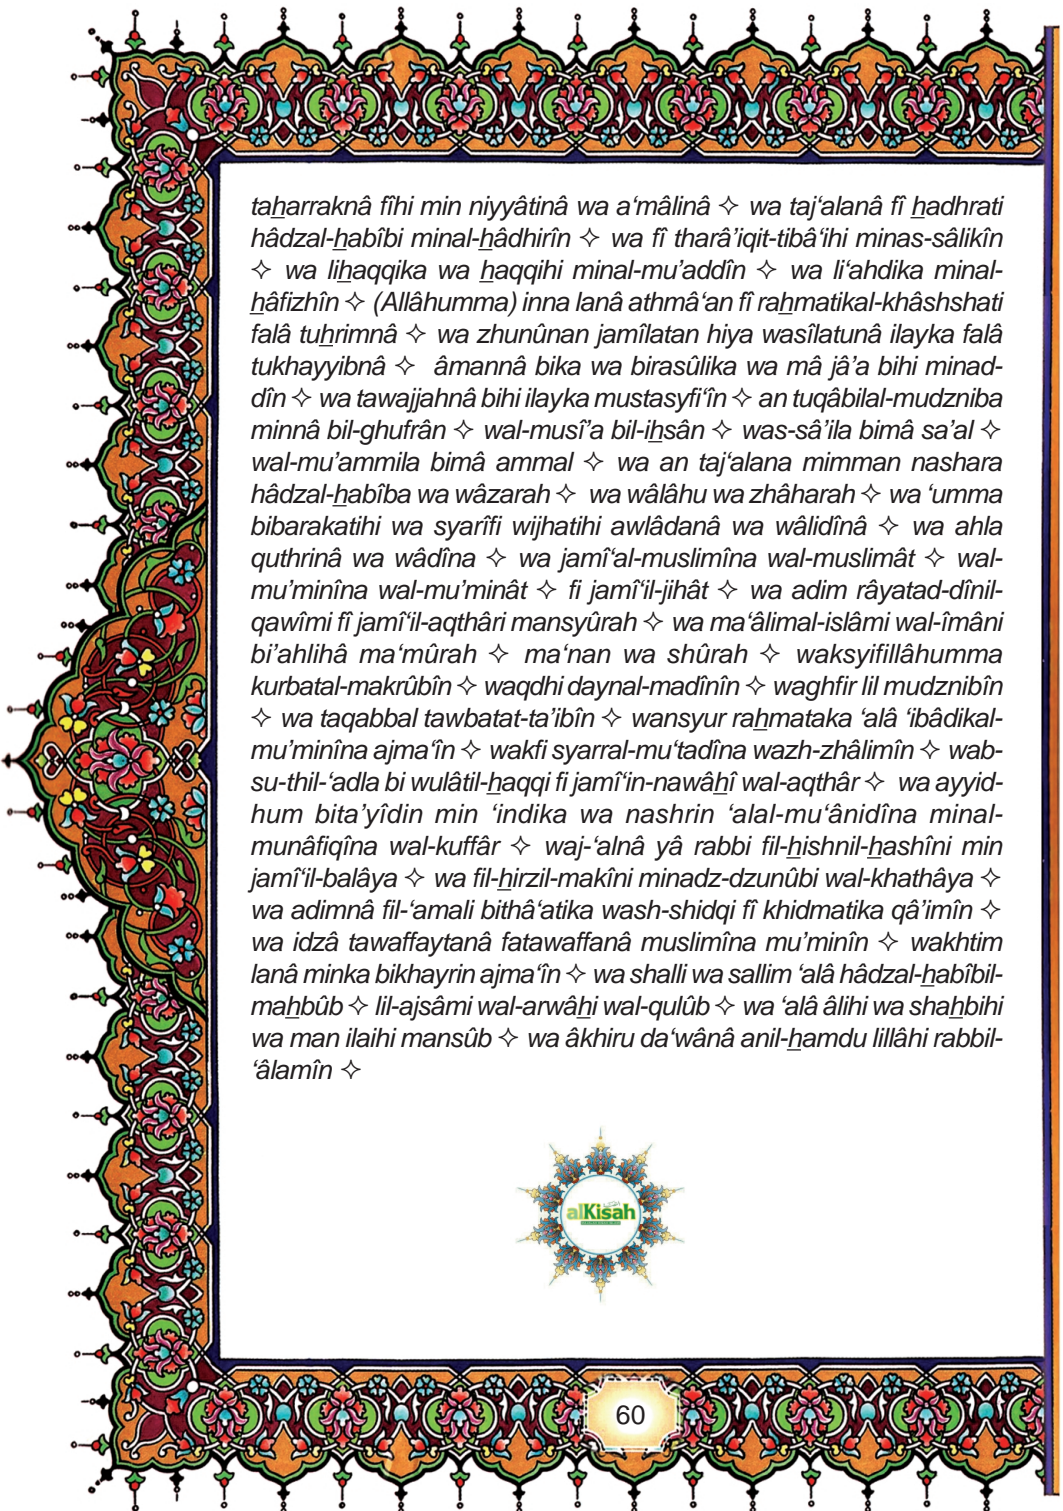 taẖarraknâ fîhi min niyyâtinâ wa a‘mâlinâ ✧ wa taj‘alanâ fî ẖadhrati
hâdzal-ẖabîbi minal-ẖâdhirîn ✧ wa fî tharâ’iqit-tibâ‘ihi minas-sâlikîn
✧ wa liẖaqqika wa ẖaqqihi minal-mu’addîn ✧ wa li‘ahdika minal-
ẖâfizhîn ✧ (Allâhumma) inna lanâ athmâ‘an fî raẖmatikal-khâshshati
falâ tuẖrimnâ ✧ wa zhunûnan jamîlatan hiya wasîlatunâ ilayka falâ
tukhayyibnâ ✧ âmannâ bika wa birasûlika wa mâ jâ’a bihi minad-
dîn ✧ wa tawajjahnâ bihi ilayka mustasyfi‘în ✧ an tuqâbilal-mudzniba
minnâ bil-ghufrân ✧ wal-musî’a bil-iẖsân ✧ was-sâ’ila bimâ sa’al ✧
wal-mu’ammila bimâ ammal ✧ wa an taj‘alana mimman nashara
hâdzal-ẖabîba wa wâzarah ✧ wa wâlâhu wa zhâharah ✧ wa ‘umma
bibarakatihi wa syarîfi wijhatihi awlâdanâ wa wâlidînâ ✧ wa ahla
quthrinâ wa wâdîna ✧ wa jamî‘al-muslimîna wal-muslimât ✧ wal-
mu’minîna wal-mu’minât ✧ fi jamî‘il-jihât ✧ wa adim râyatad-dînil-
qawîmi fî jamî‘il-aqthâri mansyûrah ✧ wa ma‘âlimal-islâmi wal-îmâni
bi’ahlihâ ma‘mûrah ✧ ma‘nan wa shûrah ✧ waksyifillâhumma
kurbatal-makrûbîn ✧ waqdhi daynal-madînîn ✧ waghfir lil mudznibîn
✧ wa taqabbal tawbatat-ta’ibîn ✧ wansyur raẖmataka ‘alâ ‘ibâdikal-
mu’minîna ajma‘în ✧ wakfi syarral-mu‘tadîna wazh-zhâlimîn ✧ wab-
su-thil-‘adla bi wulâtil-ẖaqqi fi jamî‘in-nawâẖî wal-aqthâr ✧ wa ayyid-
hum bita’yîdin min ‘indika wa nashrin ‘alal-mu‘ânidîna minal-
munâfiqîna wal-kuffâr ✧ waj-‘alnâ yâ rabbi fil-ẖishnil-ẖashîni min
jamî‘il-balâya ✧ wa fil-ẖirzil-makîni minadz-dzunûbi wal-khathâya ✧
wa adimnâ fil-‘amali bithâ‘atika wash-shidqi fî khidmatika qâ’imîn ✧
wa idzâ tawaffaytanâ fatawaffanâ muslimîna mu’minîn ✧ wakhtim
lanâ minka bikhayrin ajma‘în ✧ wa shalli wa sallim ‘alâ hâdzal-ẖabîbil-
maẖbûb ✧ lil-ajsâmi wal-arwâẖi wal-qulûb ✧ wa ‘alâ âlihi wa shaẖbihi
wa man ilaihi mansûb ✧ wa âkhiru da‘wânâ anil-ẖamdu lillâhi rabbil-
‘âlamîn ✧
alKisah
60